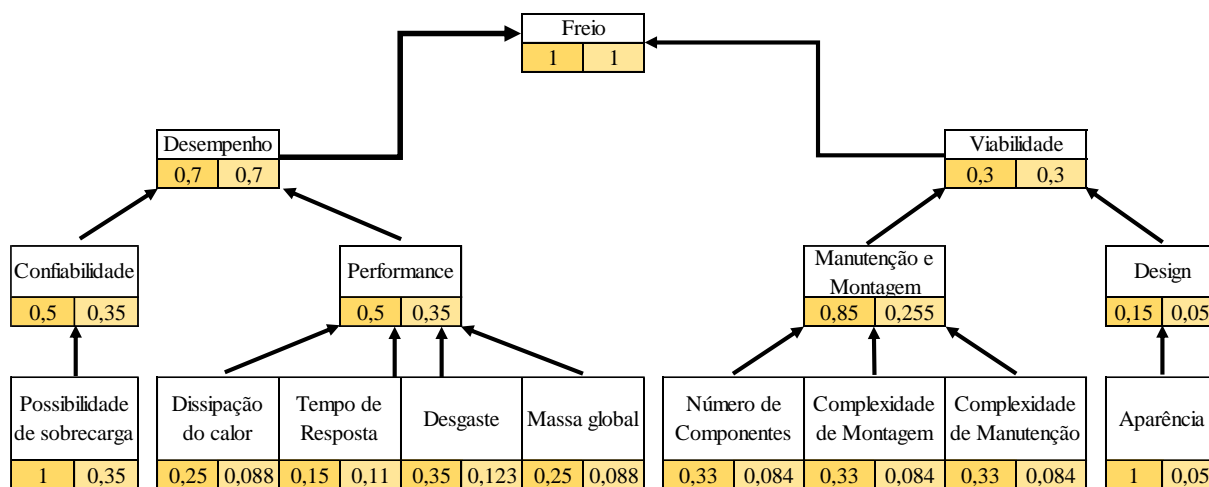 Freio
1 1
Desempenho
0,7 0,7
Viabilidade
0,3 0,3
Confiabilidade
0,5 0,35
Performance
0,5 0,35
Manutenção e
Montagem
0,85 0,255
Design
0,15 0,05
Possibilidade
de sobrecarga
1 0,35
Dissipação
do calor
0,25 0,088
Tempo de
Resposta
0,15 0,11
Desgaste
0,35 0,123
Massa global
0,25 0,088
Número de
Componentes
0,33 0,084
Complexidade
de Montagem
0,33 0,084
Complexidade
de Manutenção
0,33 0,084
Aparência
1 0,05